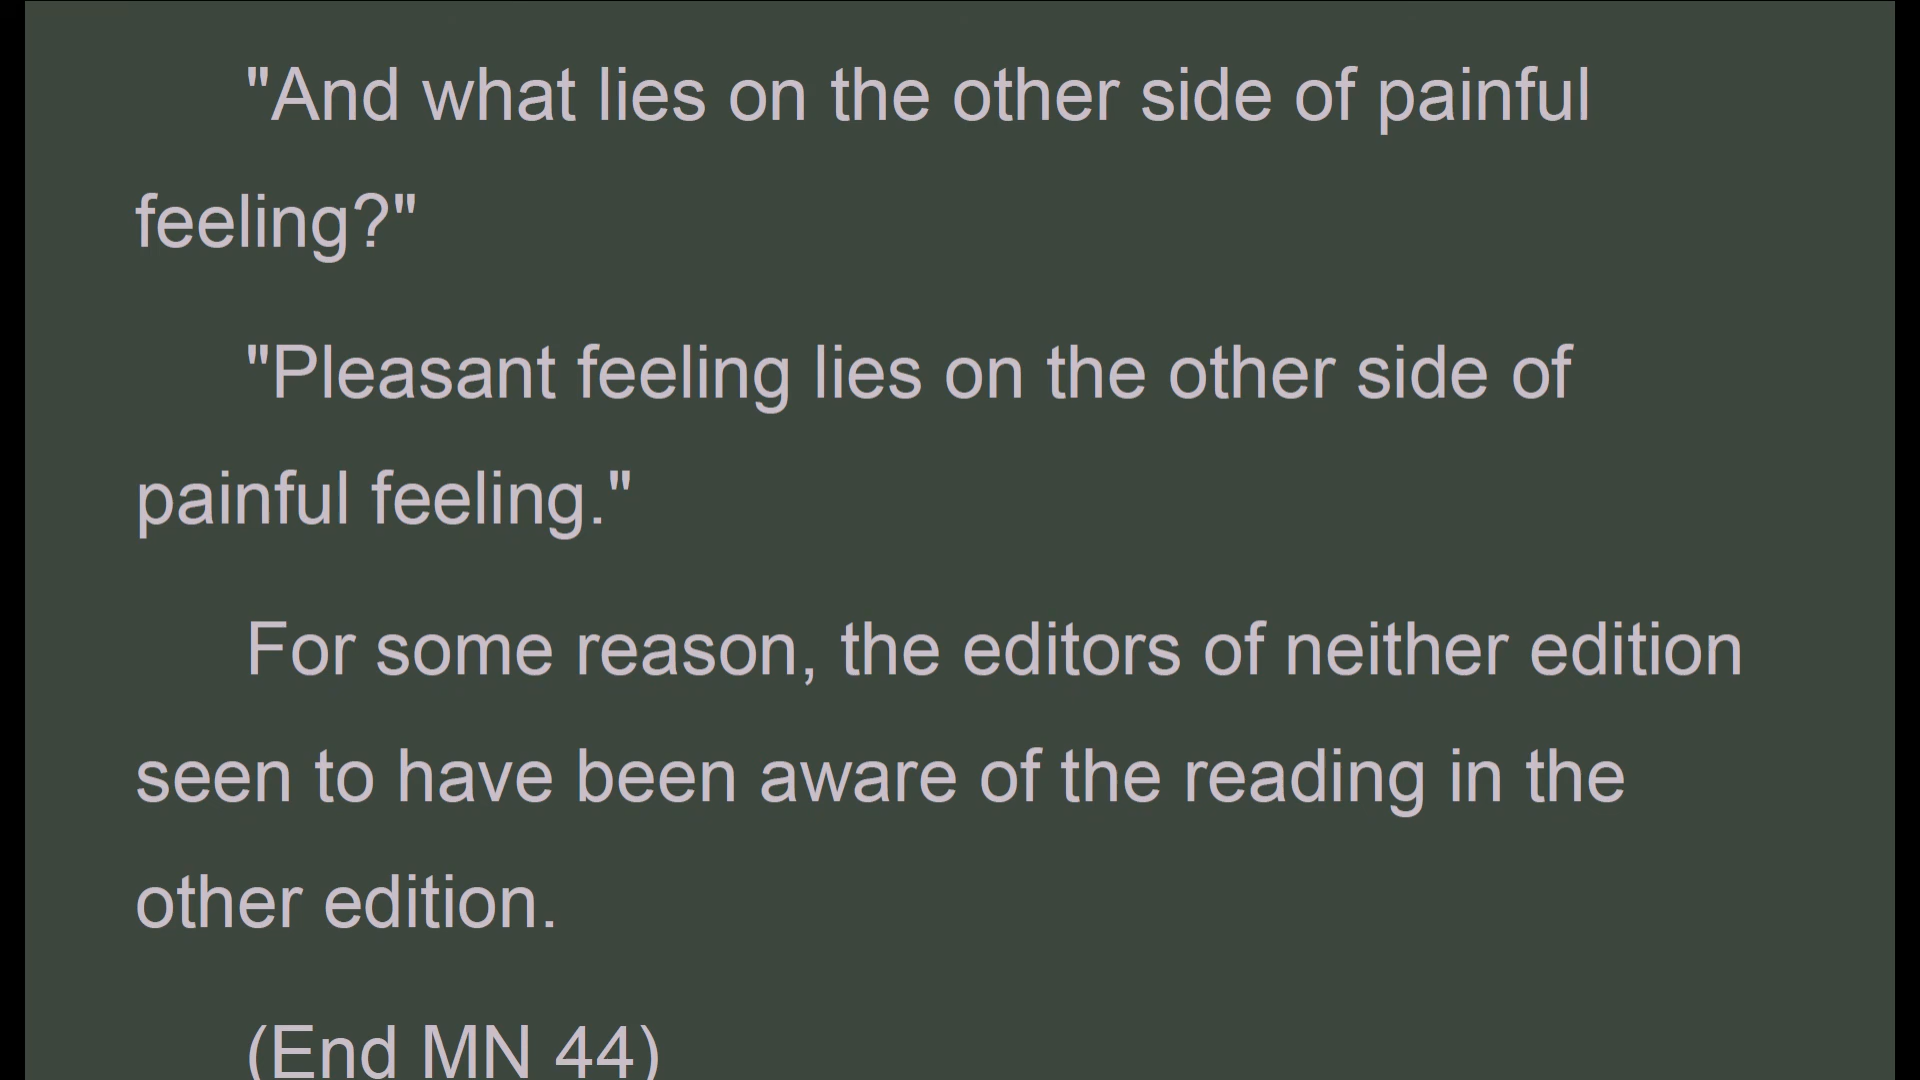 "And what lies on the other side of painful
feeling?"
"Pleasant feeling lies on the other side of
painful feeling."
For some reason, the editors of neither edition
seen to have been aware of the reading in the
other edition.
(End MN 44)